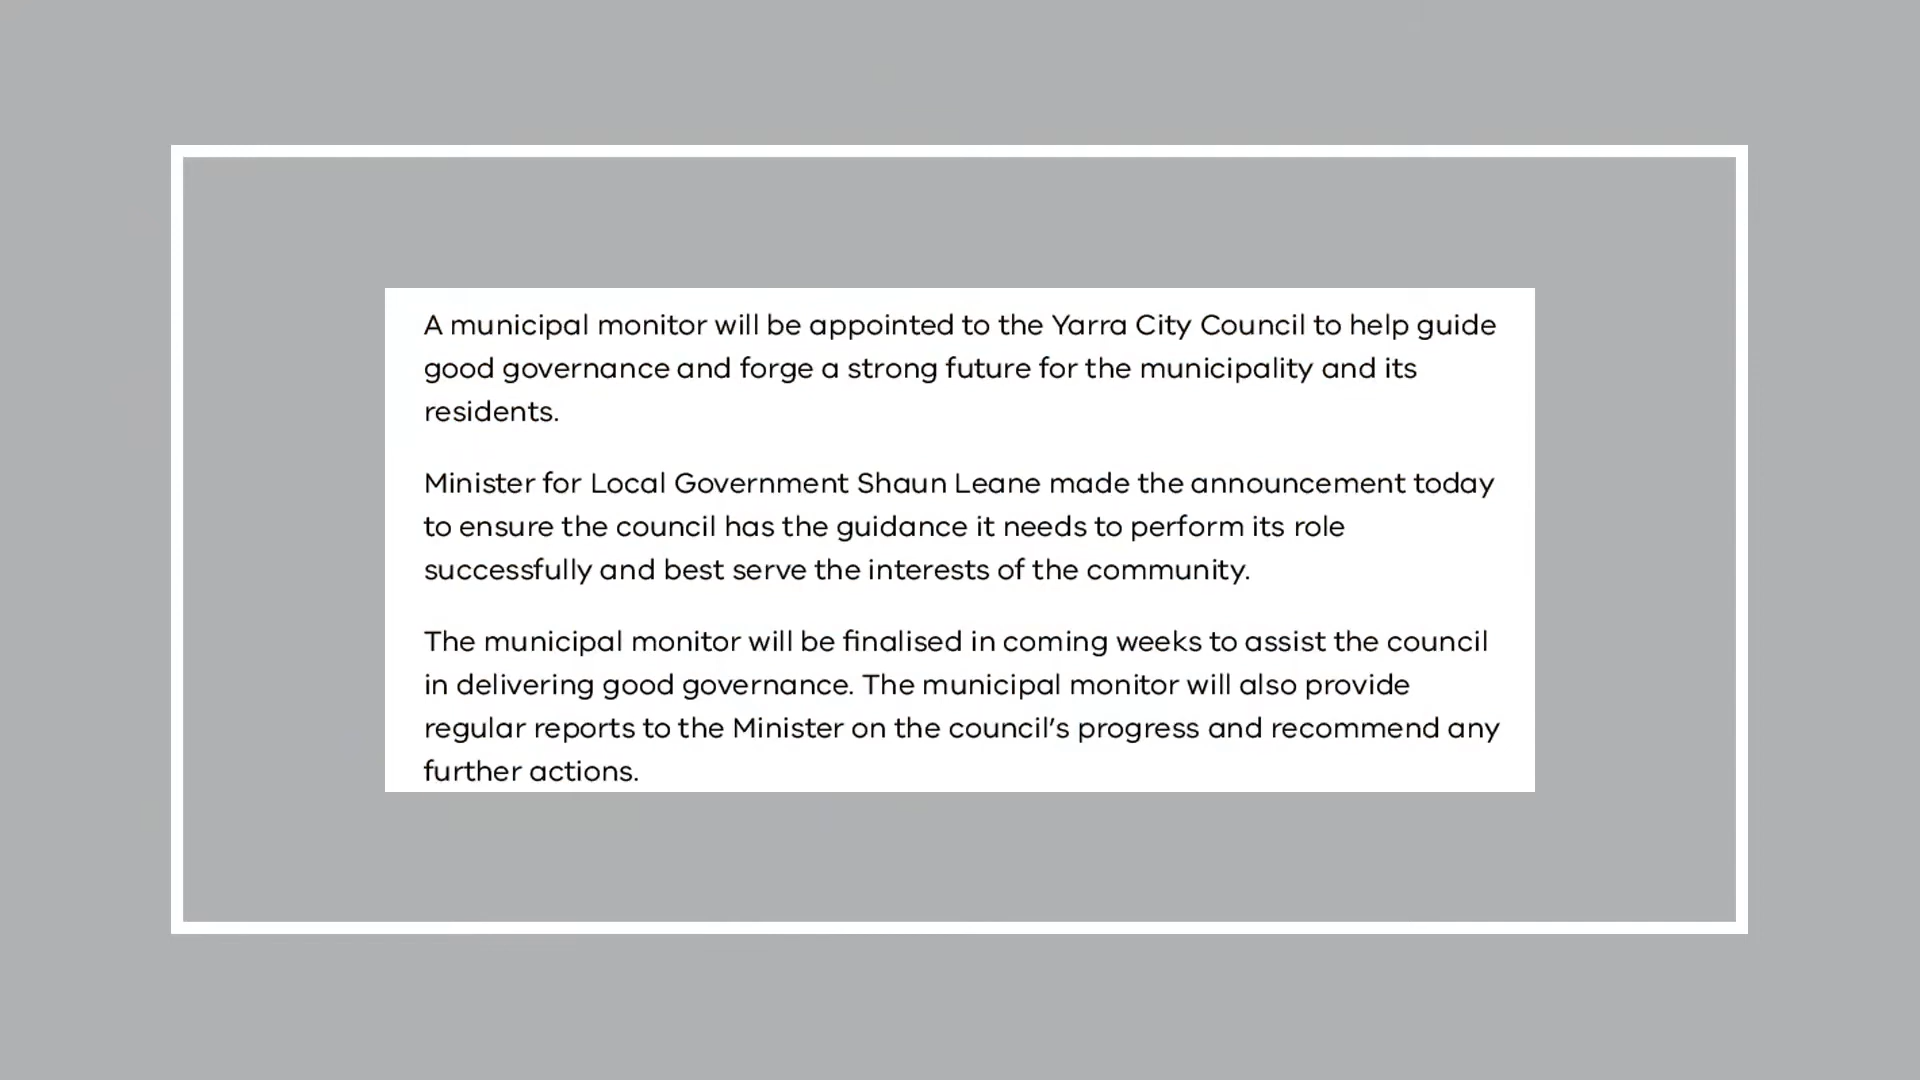 A municipal monitor will be appointed to the Yarra City Council to help guide
good governance and forge a strong future for the municipality and its
residents.
Minister for Local Government Shaun Leane made the announcement today
to ensure the council has the guidance it needs to perform its role
successfully and best serve the interests of the community.
The municipal monitor will be finalised in coming weeks to assist the council
in delivering good governance. The municipal monitor will also provide
regular reports to the Minister on the council’s progress and recommend any
further actions.